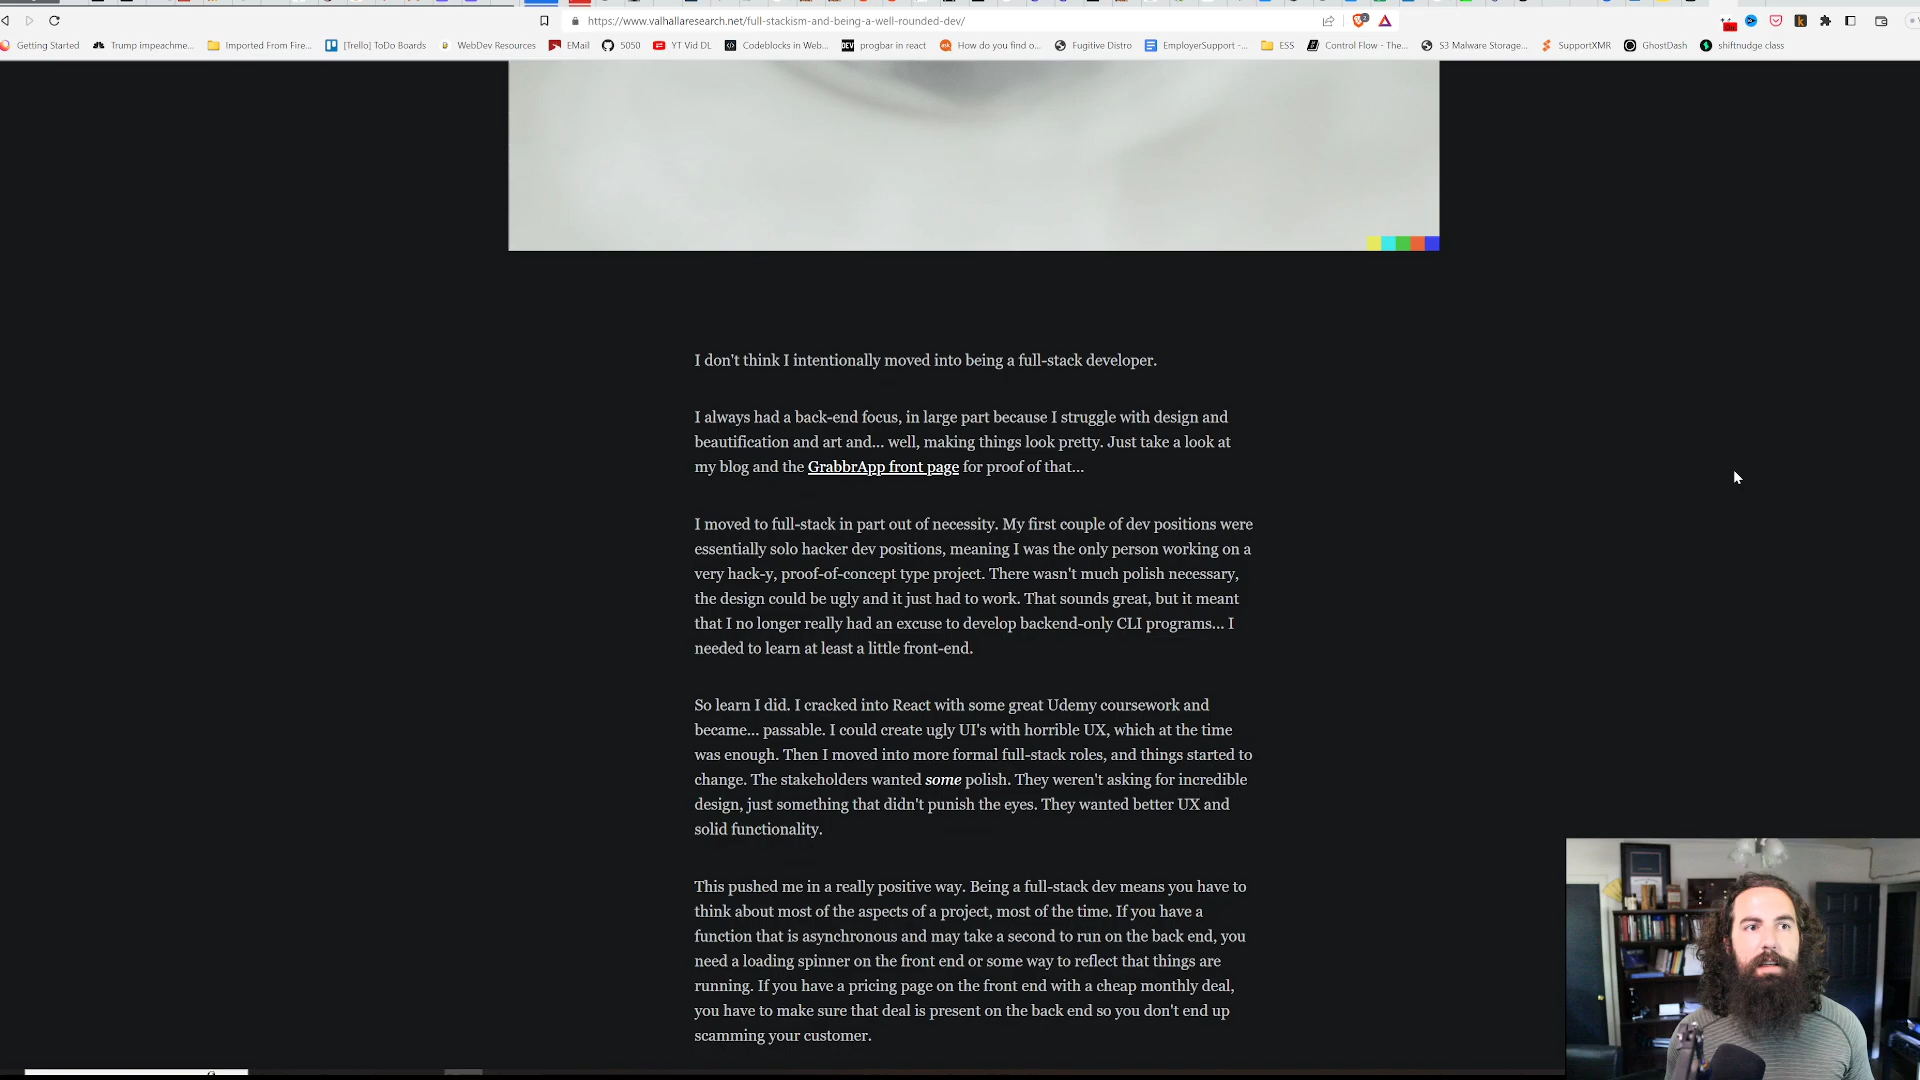 https://www.valhallaresearch.net/full-stackism-and-being-a-well-rounded-dev/
Getting Started
Trump impeachme...
Imported From Fire...
[Trello] ToDo Boards
WebDev Resources
EMail
5050
YT Vid DL
Codeblocks in Web...
DEV
progbar in react
How do you find o...
Fugitive Distro
EmployerSupport -...
ESS
Control Flow - The...
S3 Malware Storage...
SupportXMR
GhostDash
shiftnudge class
I don't think I intentionally moved into being a full-stack developer.
I always had a back-end focus, in large part because I struggle with design and
beautification and art and... well, making things look pretty. Just take a look at
my blog and the GrabbrApp front page for proof of that...
I moved to full-stack in part out of necessity. My first couple of dev positions were
essentially solo hacker dev positions, meaning I was the only person working on a
very hack-y, proof-of-concept type project. There wasn't much polish necessary,
the design could be ugly and it just had to work. That sounds great, but it meant
that I no longer really had an excuse to develop backend-only CLI programs... I
needed to learn at least a little front-end.
So learn I did. I cracked into React with some great Udemy coursework and
became... passable. I could create ugly UI's with horrible UX, which at the time
was enough. Then I moved into more formal full-stack roles, and things started to
change. The stakeholders wanted some polish. They weren't asking for incredible
design, just something that didn't punish the eyes. They wanted better UX and
solid functionality.
This pushed me in a really positive way. Being a full-stack dev means you have to
think about most of the aspects of a project, most of the time. If you have a
function that is asynchronous and may take a second to run on the back end, you
need a loading spinner on the front end or some way to reflect that things are
running. If you have a pricing page on the front end with a cheap monthly deal,
you have to make sure that deal is present on the back end so you don't end up
scamming your customer.